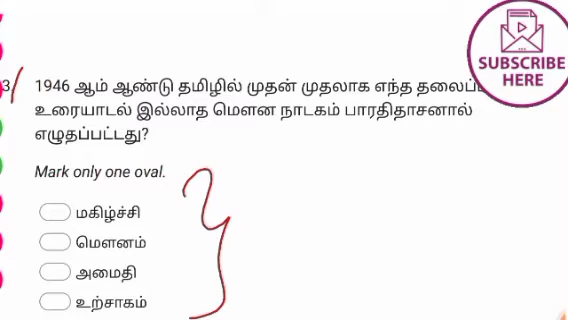 SUBSCRIBE
HERE
3.
1946 ஆம் ஆண்டு தமிழில் முதன் முதலாக எந்த
உரையாடல் இல்லாத மௌன நாடகம் பாரதிதாசனால்
எழுதப்பட்டது?
Mark only one oval.
மகிழ்ச்சி
மௌனம்
அமைதி
உற்சாகம்